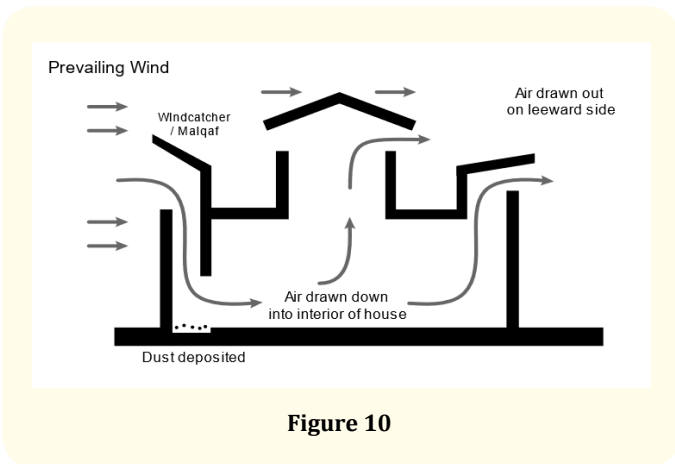 Prevailing Wind
Windcatcher
/ Malqaf
Air drawn out
on leeward side
Air drawn down
into interior of house
Dust deposited
Figure 10